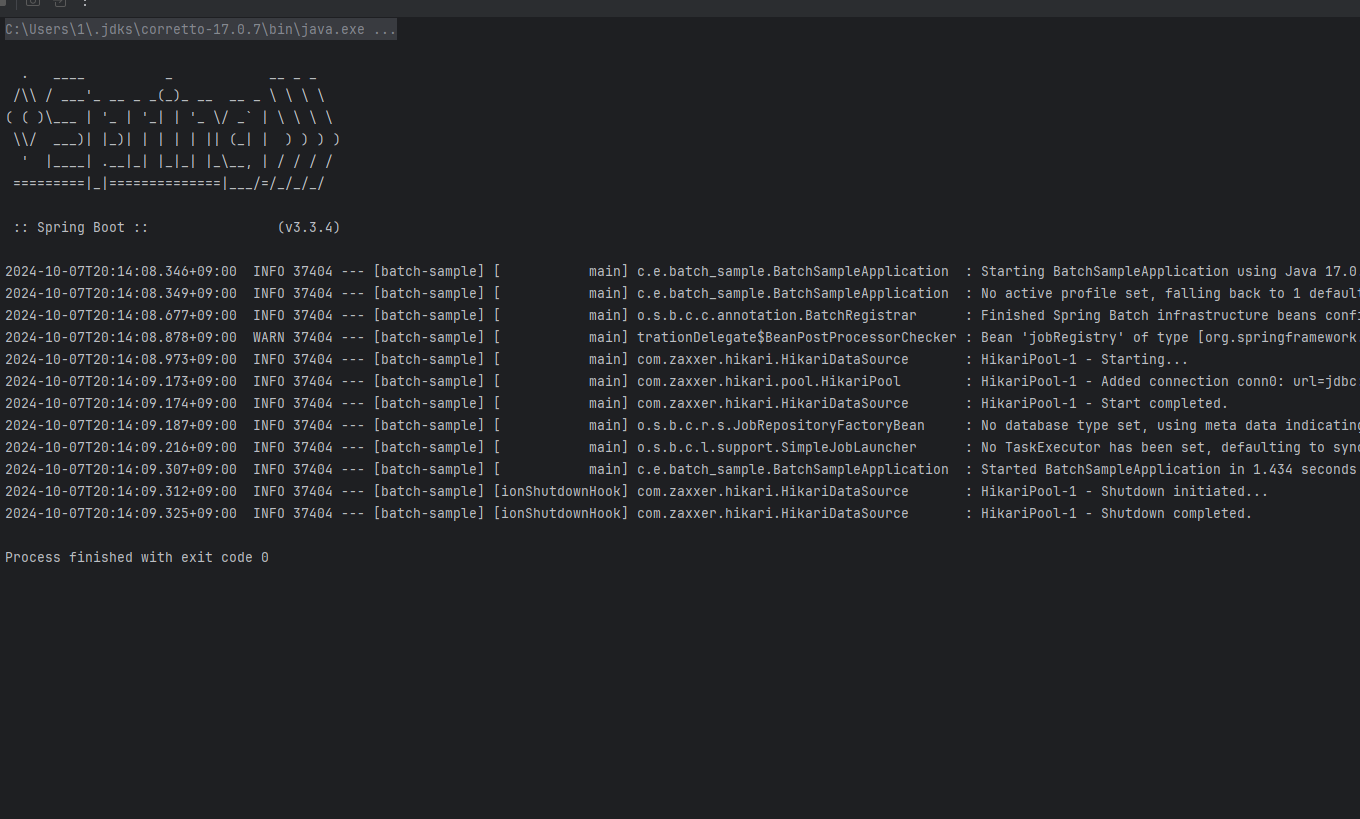 C:\Users\1\.jdks\corretto-17.0.7\bin\java.exe ...
  .   ____          _            __ _ _
 /\\ / ___'_ __ _ _(_)_ __  __ _ \ \ \ \
( ( )\___ | '_ | '_| | '_ \/ _` | \ \ \ \
 \\/  ___)| |_)| | | | | || (_| |  ) ) ) )
  '  |____| .__|_| |_|_| |_\__, | / / / /
 =========|_|==============|___/=/_/_/_/
 :: Spring Boot ::                (v3.3.4)
2024-10-07T20:14:08.346+09:00  INFO 37404 --- [batch-sample] [           main] c.e.batch_sample.BatchSampleApplication  : Starting BatchSampleApplication using Java 17.0
2024-10-07T20:14:08.349+09:00  INFO 37404 --- [batch-sample] [           main] c.e.batch_sample.BatchSampleApplication  : No active profile set, falling back to 1 defaul
2024-10-07T20:14:08.677+09:00  INFO 37404 --- [batch-sample] [           main] o.s.b.c.c.annotation.BatchRegistrar      : Finished Spring Batch infrastructure beans conf
2024-10-07T20:14:08.878+09:00  WARN 37404 --- [batch-sample] [           main] trationDelegate$BeanPostProcessorChecker : Bean 'jobRegistry' of type [org.springframework
2024-10-07T20:14:08.973+09:00  INFO 37404 --- [batch-sample] [           main] com.zaxxer.hikari.HikariDataSource       : HikariPool-1 - Starting...
2024-10-07T20:14:09.173+09:00  INFO 37404 --- [batch-sample] [           main] com.zaxxer.hikari.pool.HikariPool        : HikariPool-1 - Added connection conn0: url=jdbc
2024-10-07T20:14:09.174+09:00  INFO 37404 --- [batch-sample] [           main] com.zaxxer.hikari.HikariDataSource       : HikariPool-1 - Start completed.
2024-10-07T20:14:09.187+09:00  INFO 37404 --- [batch-sample] [           main] o.s.b.c.r.s.JobRepositoryFactoryBean     : No database type set, using meta data indicating
2024-10-07T20:14:09.216+09:00  INFO 37404 --- [batch-sample] [           main] o.s.b.c.l.support.SimpleJobLauncher      : No TaskExecutor has been set, defaulting to sync
2024-10-07T20:14:09.307+09:00  INFO 37404 --- [batch-sample] [           main] c.e.batch_sample.BatchSampleApplication  : Started BatchSampleApplication in 1.434 seconds
2024-10-07T20:14:09.312+09:00  INFO 37404 --- [batch-sample] [ionShutdownHook] com.zaxxer.hikari.HikariDataSource       : HikariPool-1 - Shutdown initiated...
2024-10-07T20:14:09.325+09:00  INFO 37404 --- [batch-sample] [ionShutdownHook] com.zaxxer.hikari.HikariDataSource       : HikariPool-1 - Shutdown completed.
Process finished with exit code 0